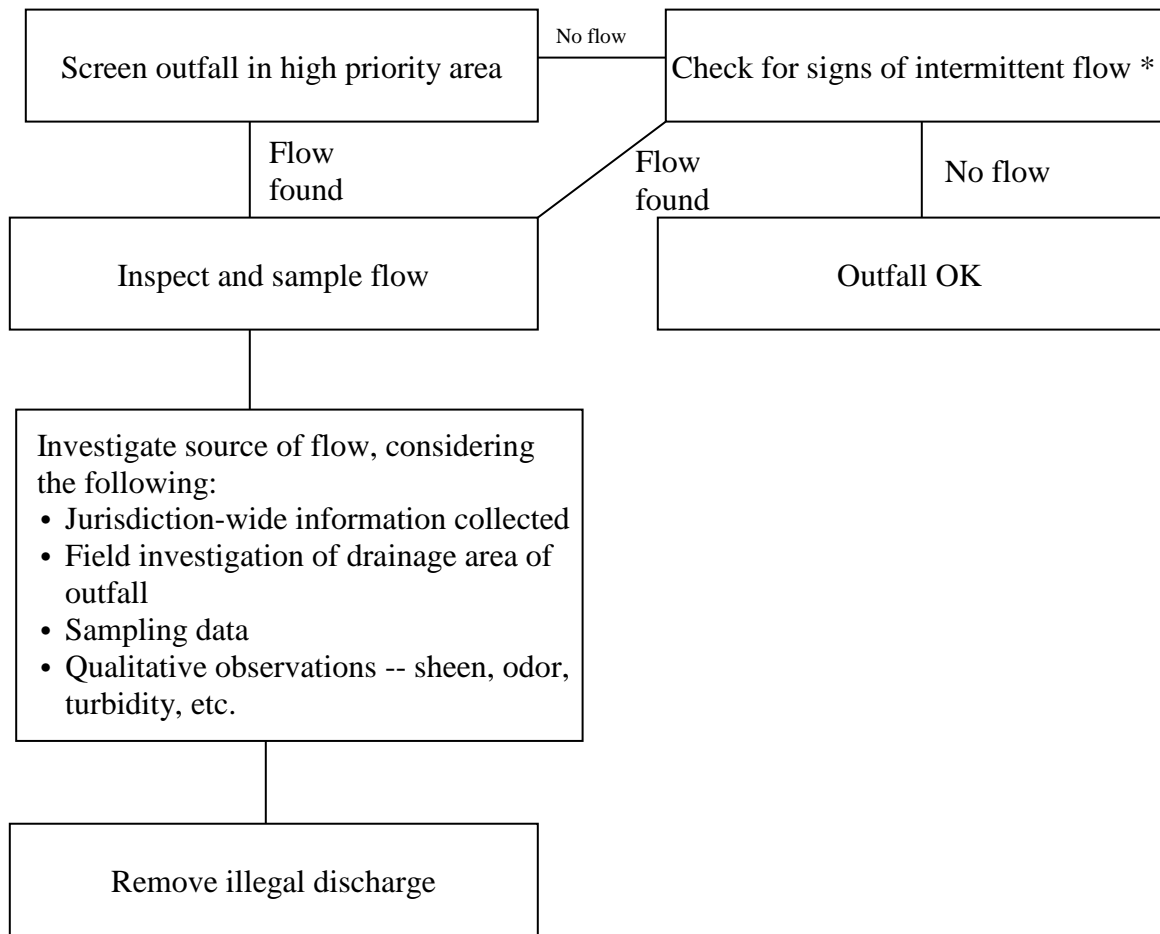 Screen outfall in high priority area
No flow
Check for signs of intermittent flow *
Flow
found
Flow
found
No flow
Inspect and sample flow
Outfall OK
Investigate source of flow, considering
the following:
• Jurisdiction-wide information collected
• Field investigation of drainage area of
outfall
• Sampling data
• Qualitative observations -- sheen, odor,
turbidity, etc.
Remove illegal discharge